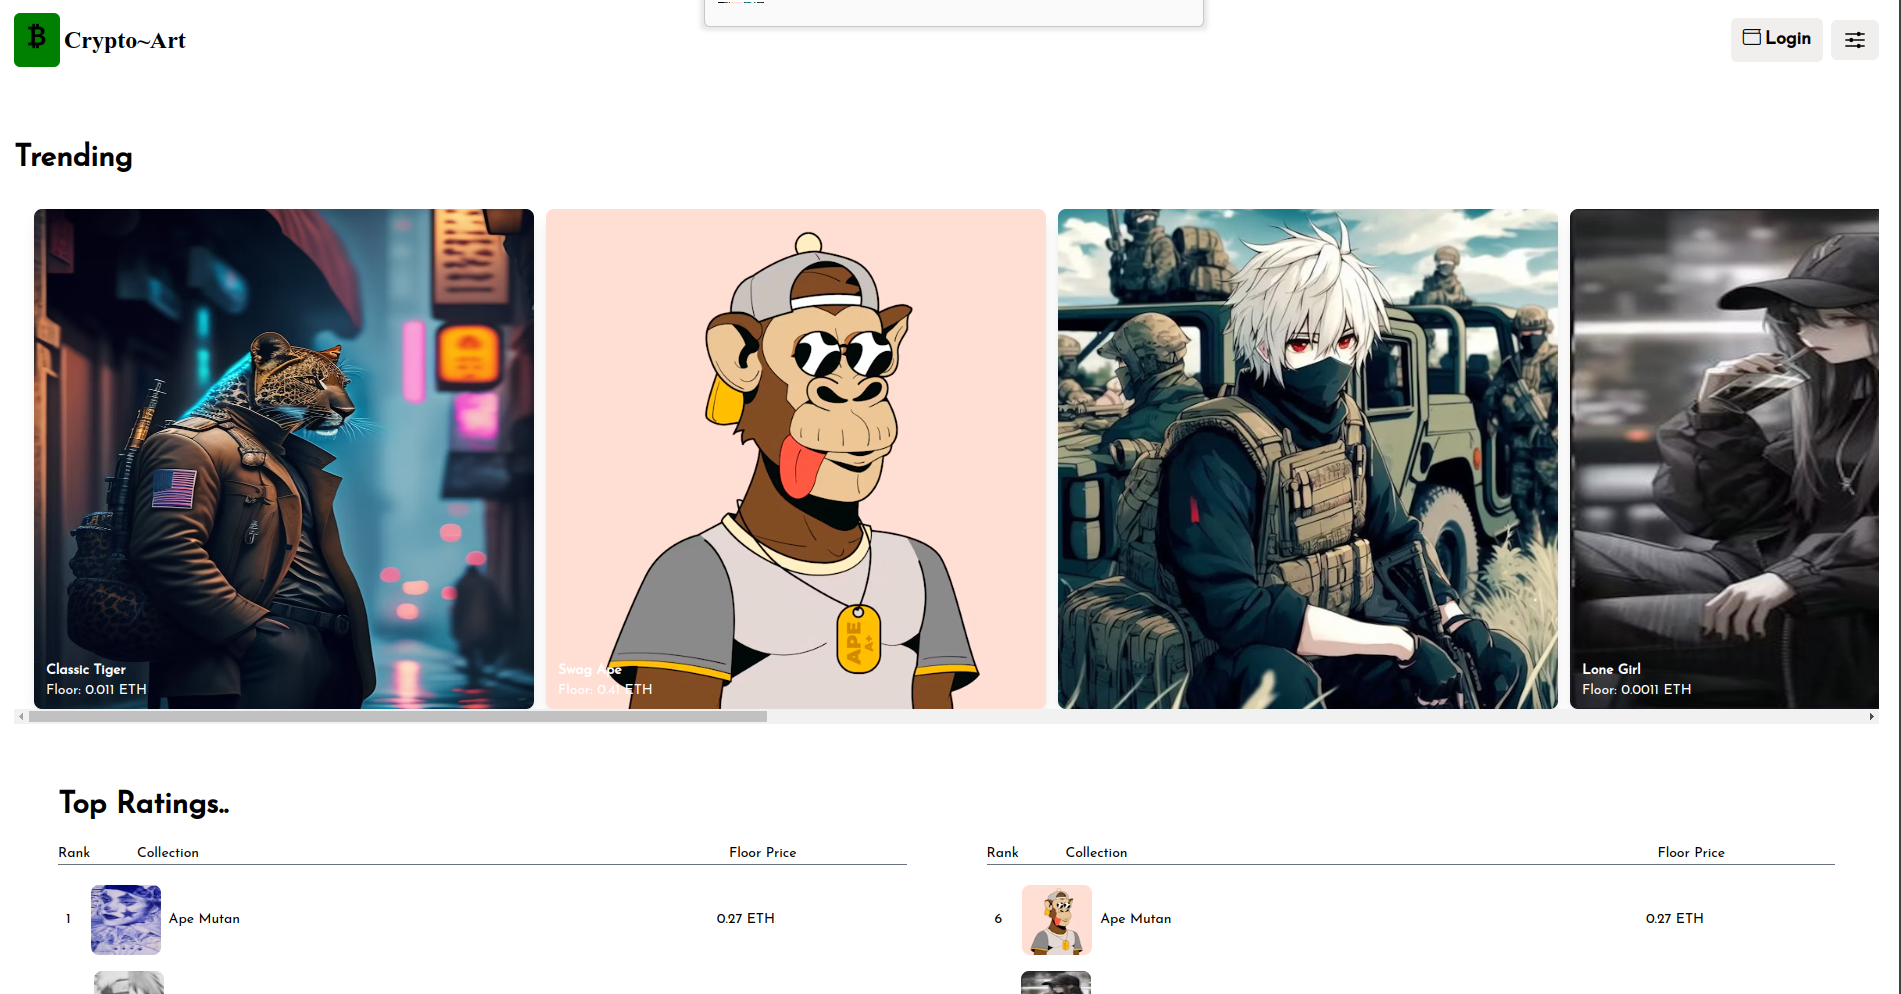 Crypto~Art
Login
Trending
APE
A+
Classic Tiger
Floor: 0.011 ETH
Swag Ape
Floor: 0.41 ETH
Lone Girl
Floor: 0.0011 ETH
Top Ratings..
Rank Collection Floor Price
Rank Collection Floor Price
1 Ape Mutan 0.27 ETH
6 Ape Mutan 0.27 ETH